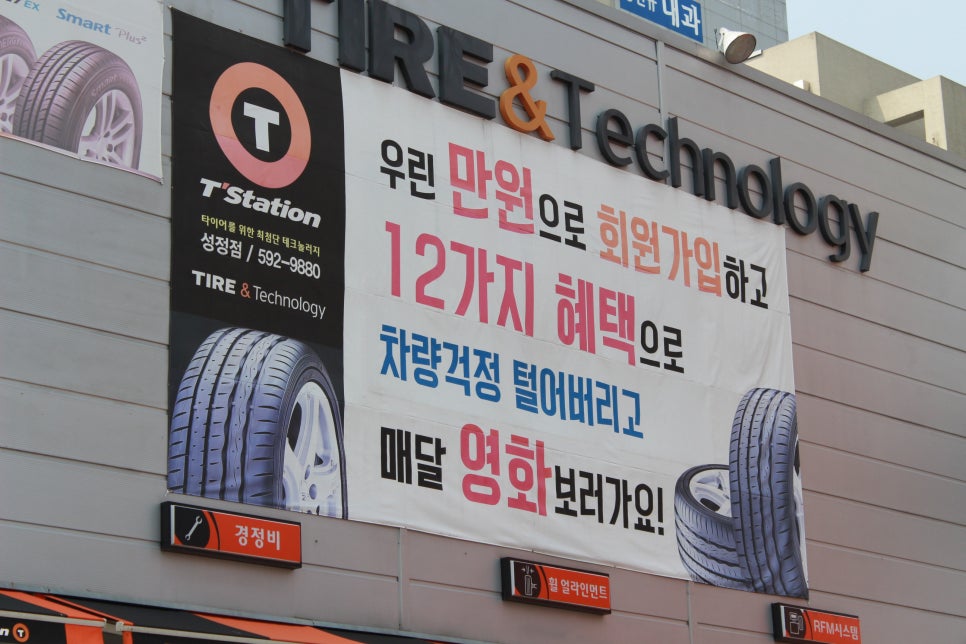 내과
EX
Smart Plus²
TIRE & Technology
T
T'Station
타이어를 위한 최첨단 테크놀러지
성정점 / 592-9880
TIRE & Technology
우린 만원으로 회원가입하고
12가지 혜택으로
차량걱정 털어버리고
매달 영화보러가요!
경정비
휠 얼라인먼트
RFM시스템